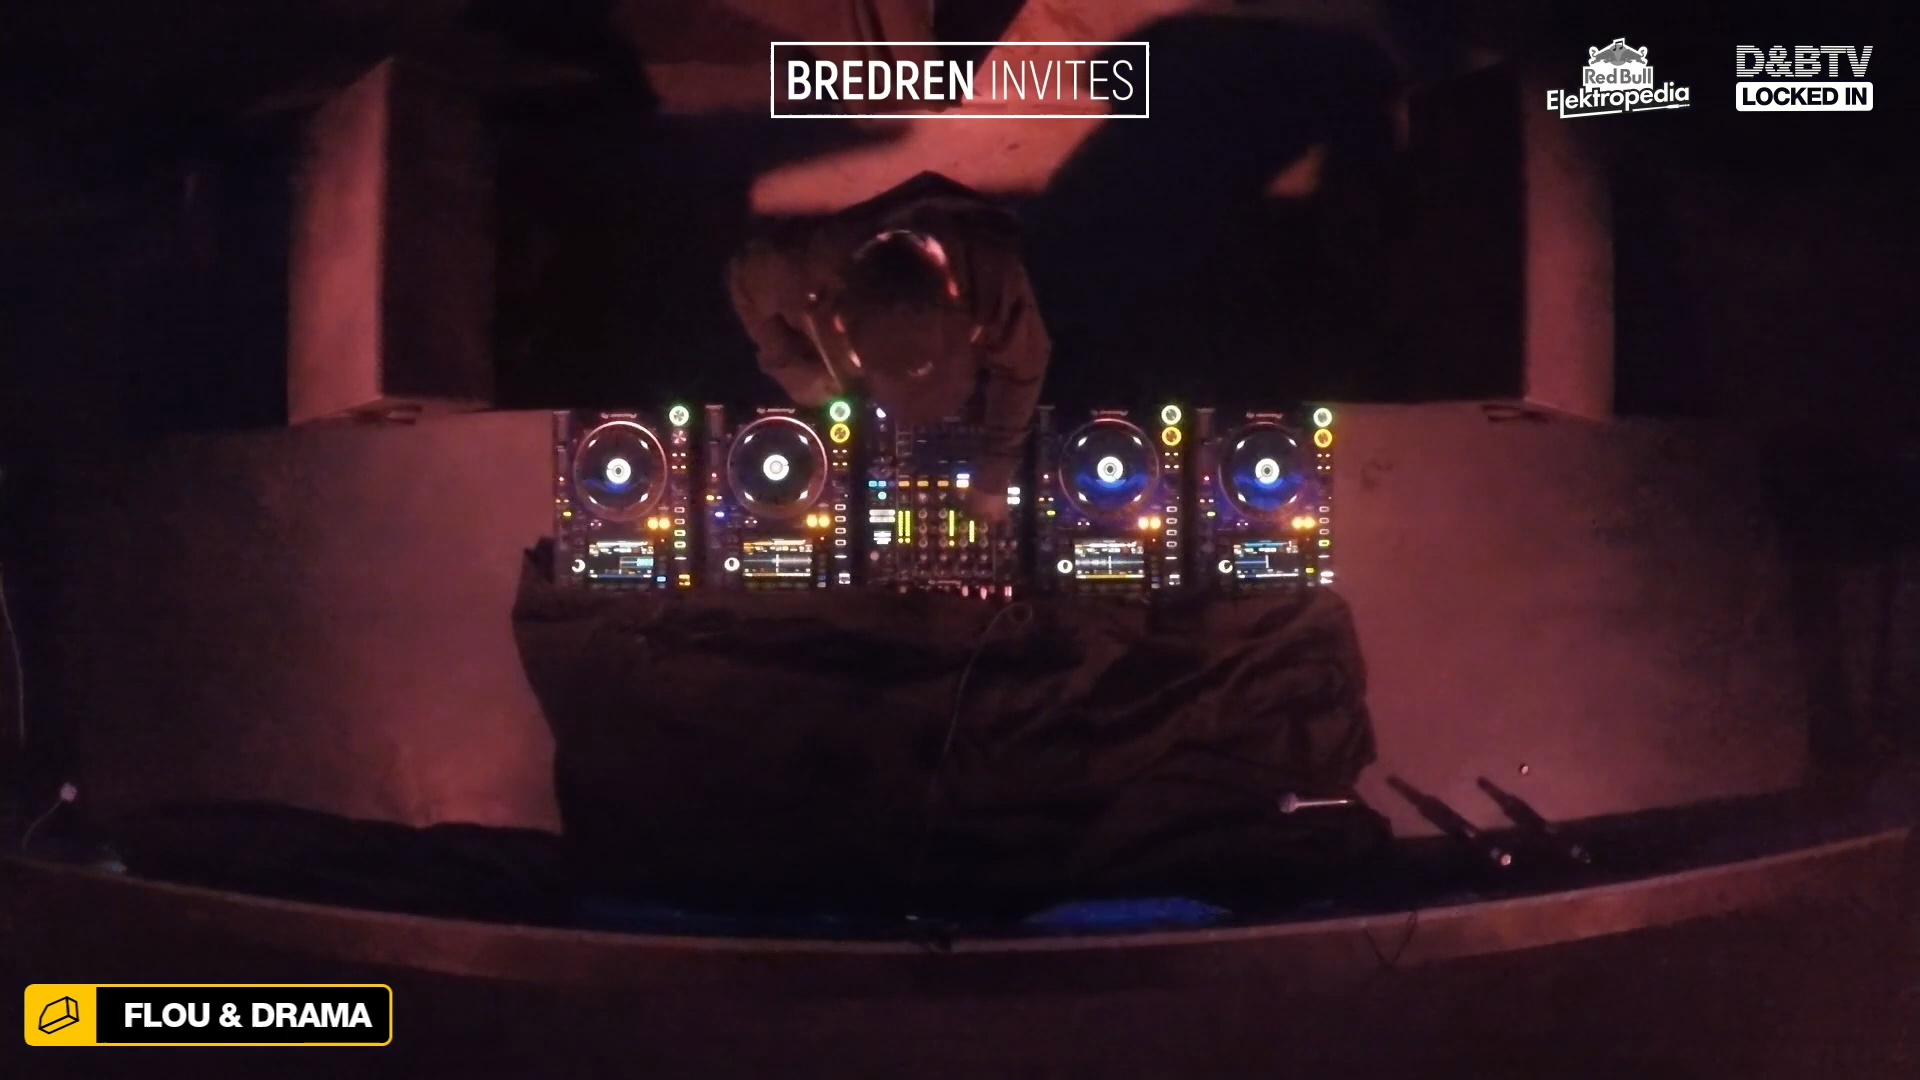 BREDREN INVITES
Red Bull
Elektropedia
D&BTV
LOCKED IN
FLOU & DRAMA